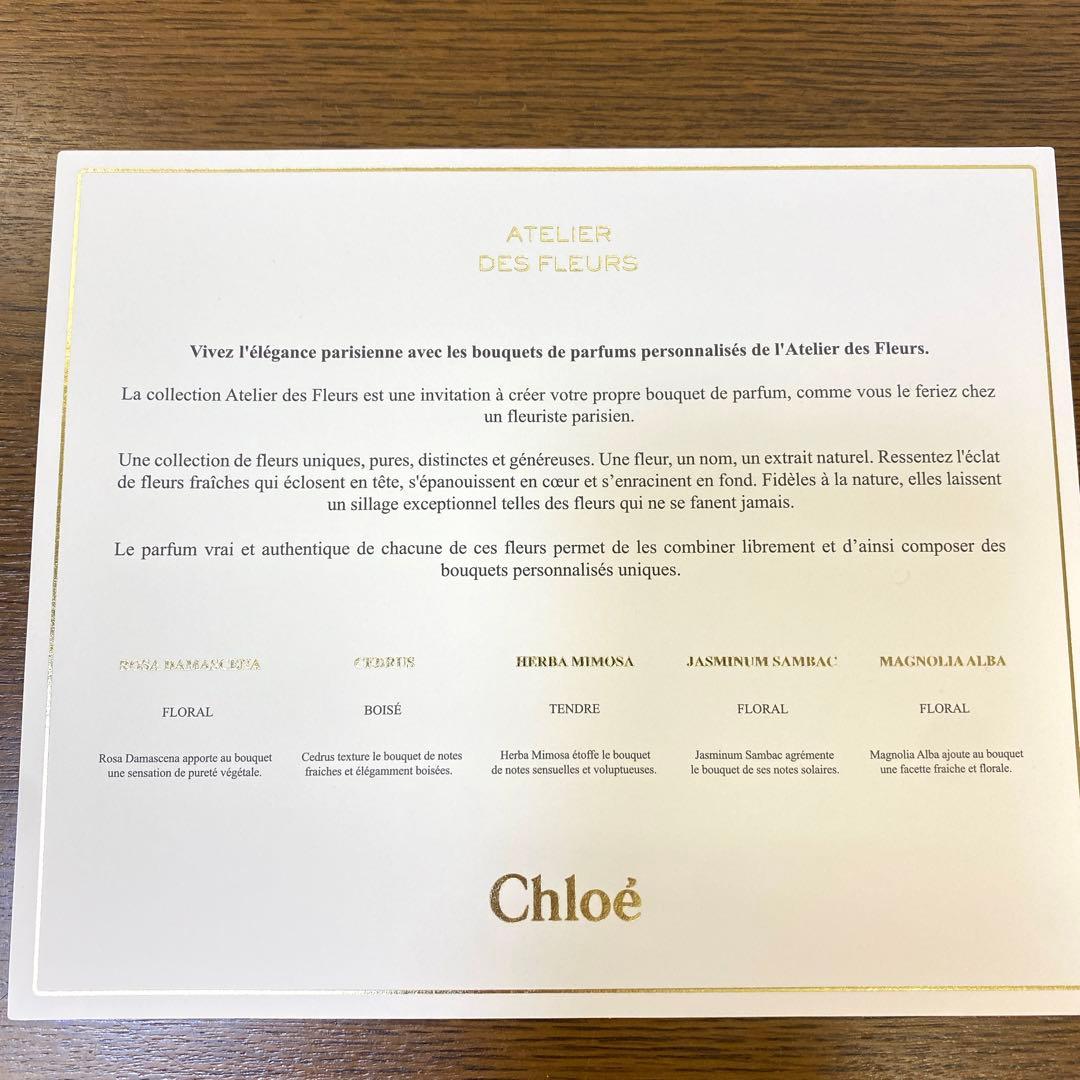 ATELIER
DES FLEURS
Vivez l'élégance parisienne avec les bouquets de parfums personnalisés de l'Atelier des Fleurs.
La collection Atelier des Fleurs est une invitation à créer votre propre bouquet de parfum, comme vous le feriez chez
un fleuriste parisien.
Une collection de fleurs uniques, pures, distinctes et généreuses. Une fleur, un nom, un extrait naturel. Ressentez l'éclat
de fleurs fraîches qui éclosent en tête, s'épanouissent en cœur et s’enracinent en fond. Fidèles à la nature, elles laissent
un sillage exceptionnel telles des fleurs qui ne se fanent jamais.
Le parfum vrai et authentique de chacune de ces fleurs permet de les combiner librement et d’ainsi composer des
bouquets personnalisés uniques.
ROSA DAMASCENA
FLORAL
Rosa Damascena apporte au bouquet
une sensation de pureté végétale.
CEDRUS
BOISÉ
Cedrus texture le bouquet de notes
fraiches et élégamment boisées.
HERBA MIMOSA
TENDRE
Herba Mimosa étoffe le bouquet
de notes sensuelles et voluptueuses.
JASMINUM SAMBAC
FLORAL
Jasminum Sambac agrémente
le bouquet de ses notes solaires.
MAGNOLIA ALBA
FLORAL
Magnolia Alba ajoute au bouquet
une facette fraiche et florale.
Chloé